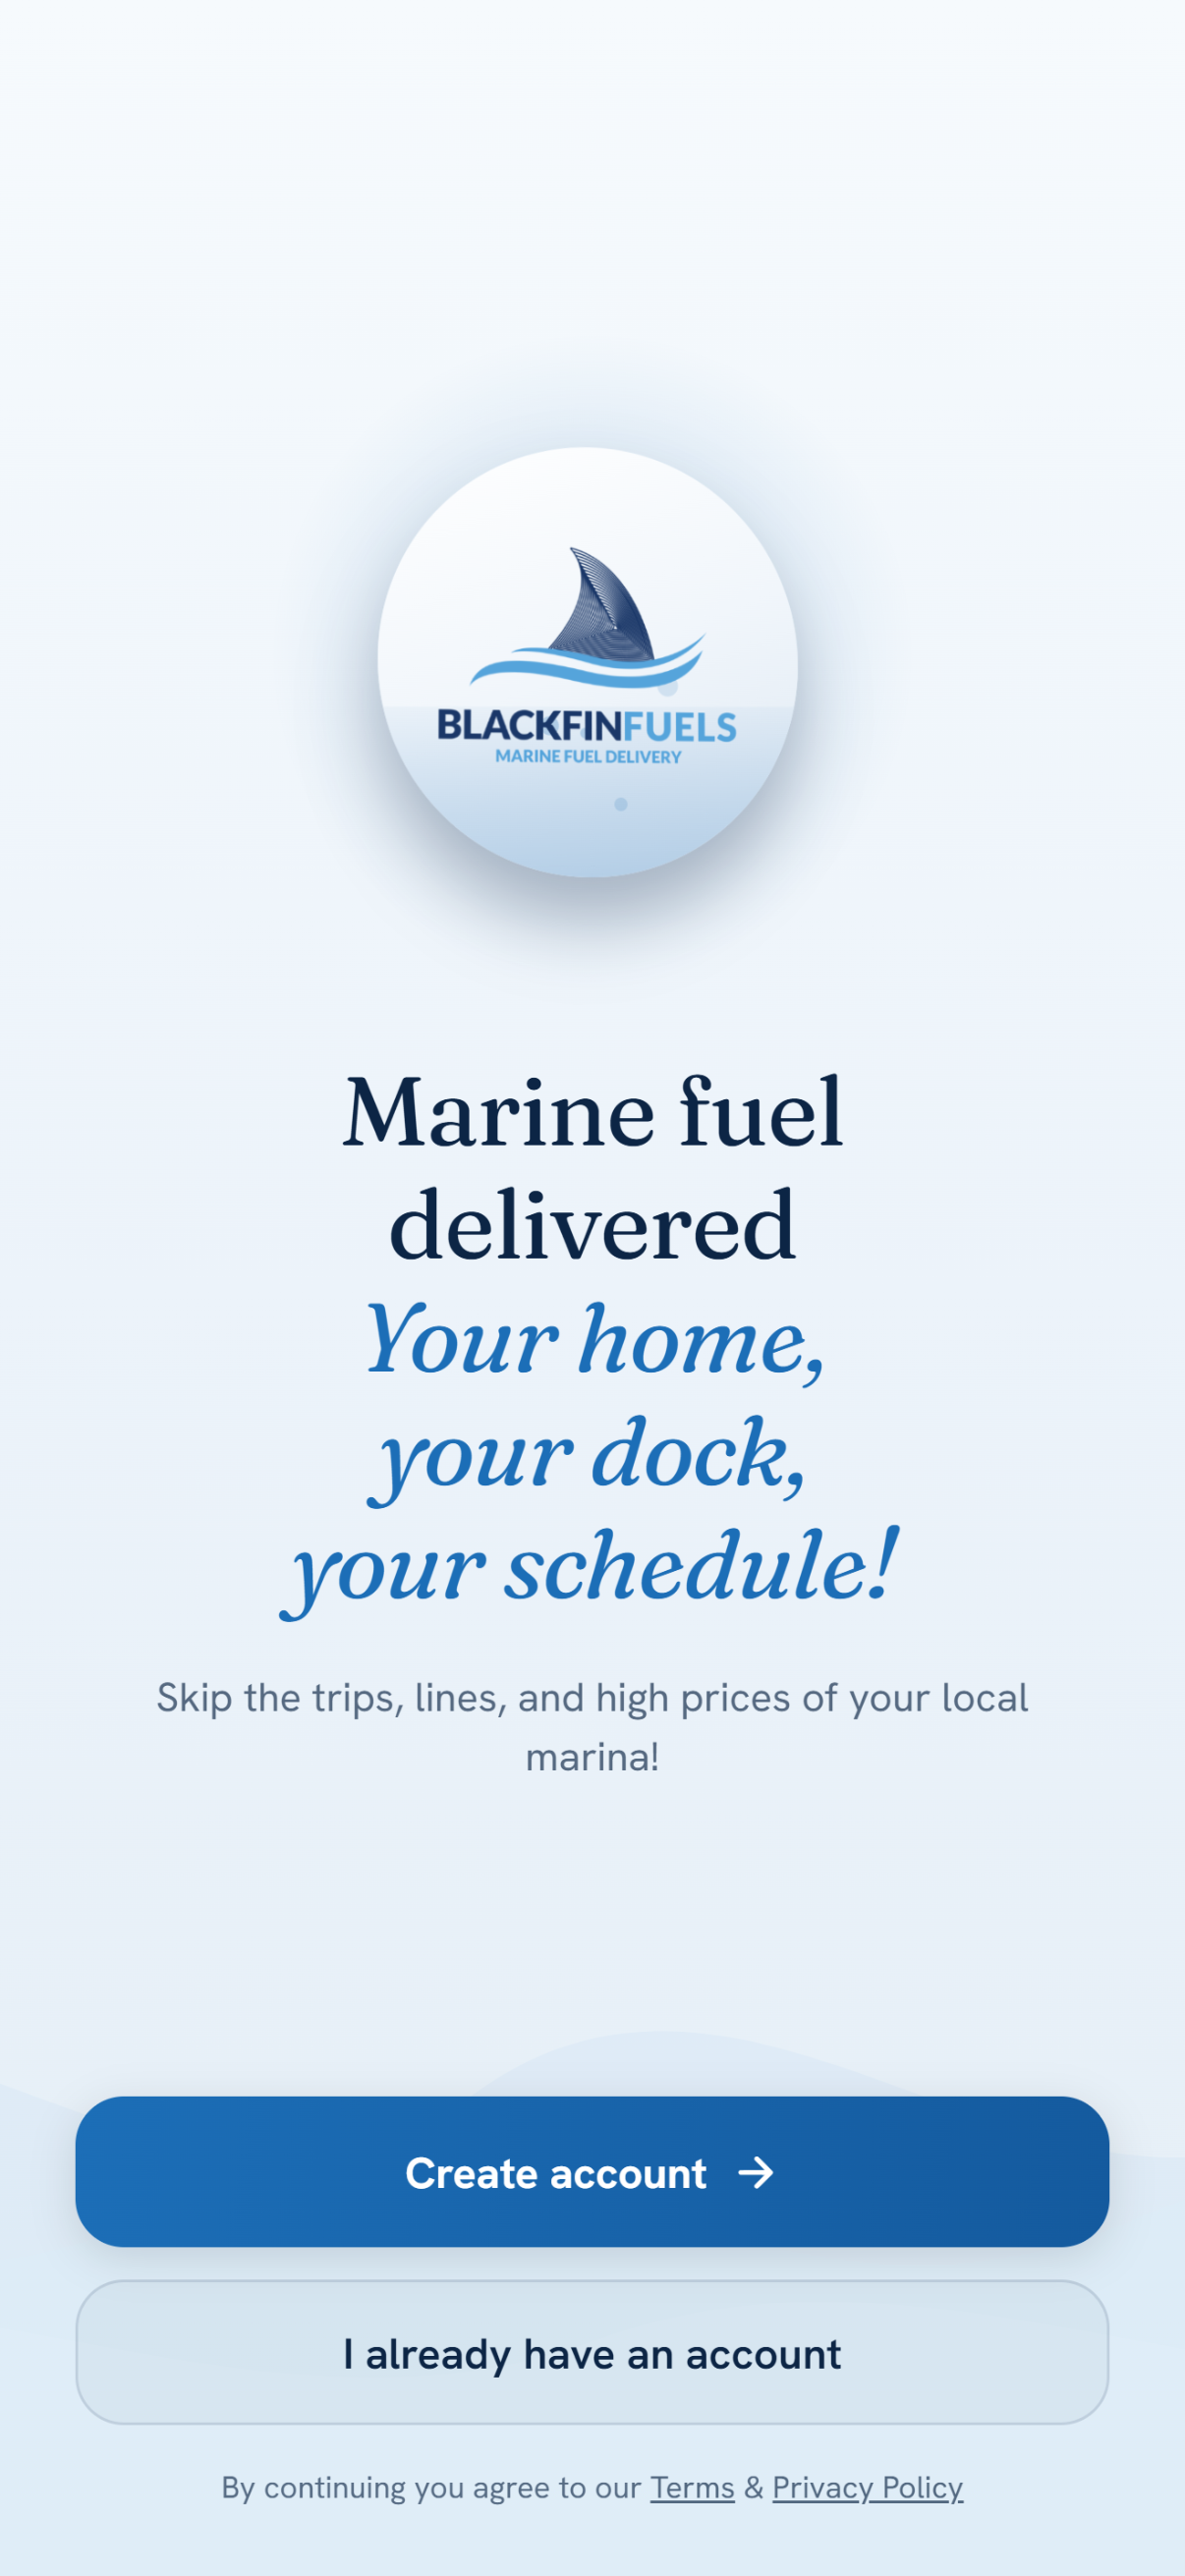 BLACKFINFUELS
MARINE FUEL DELIVERY
Marine fuel
delivered
Your home,
your dock,
your schedule!
Skip the trips, lines, and high prices of your local
marina!
Create account →
I already have an account
By continuing you agree to our Terms & Privacy Policy